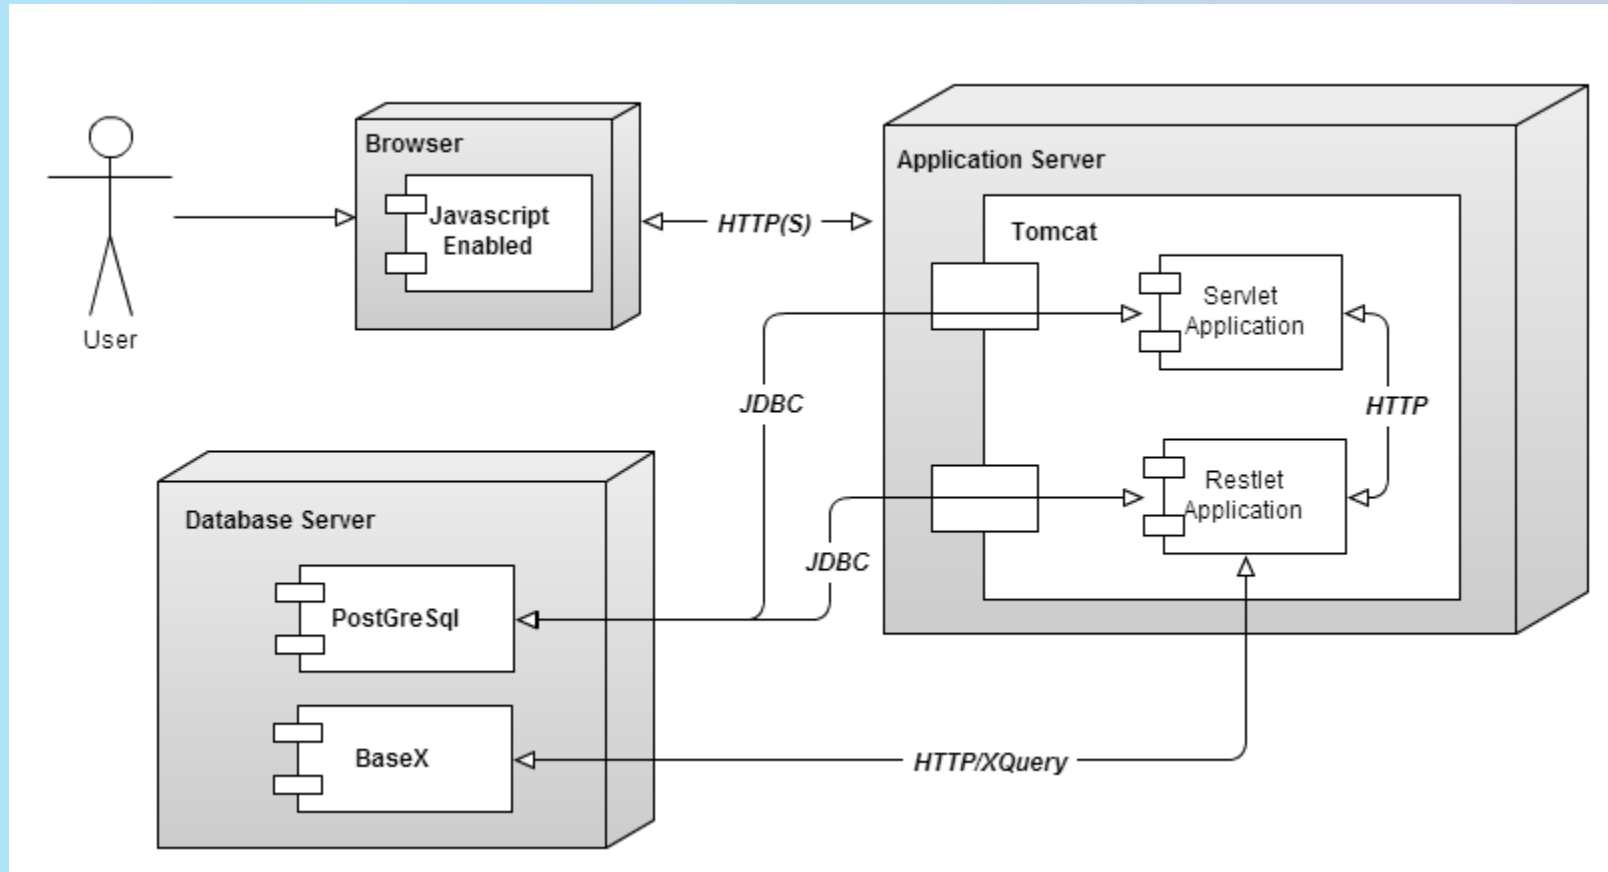 Browser
Javascript
Enabled
User
HTTP(S)
Application Server
Tomcat
Servlet
Application
HTTP
Restlet
Application
JDBC
JDBC
Database Server
PostGreSql
BaseX
HTTP/XQuery